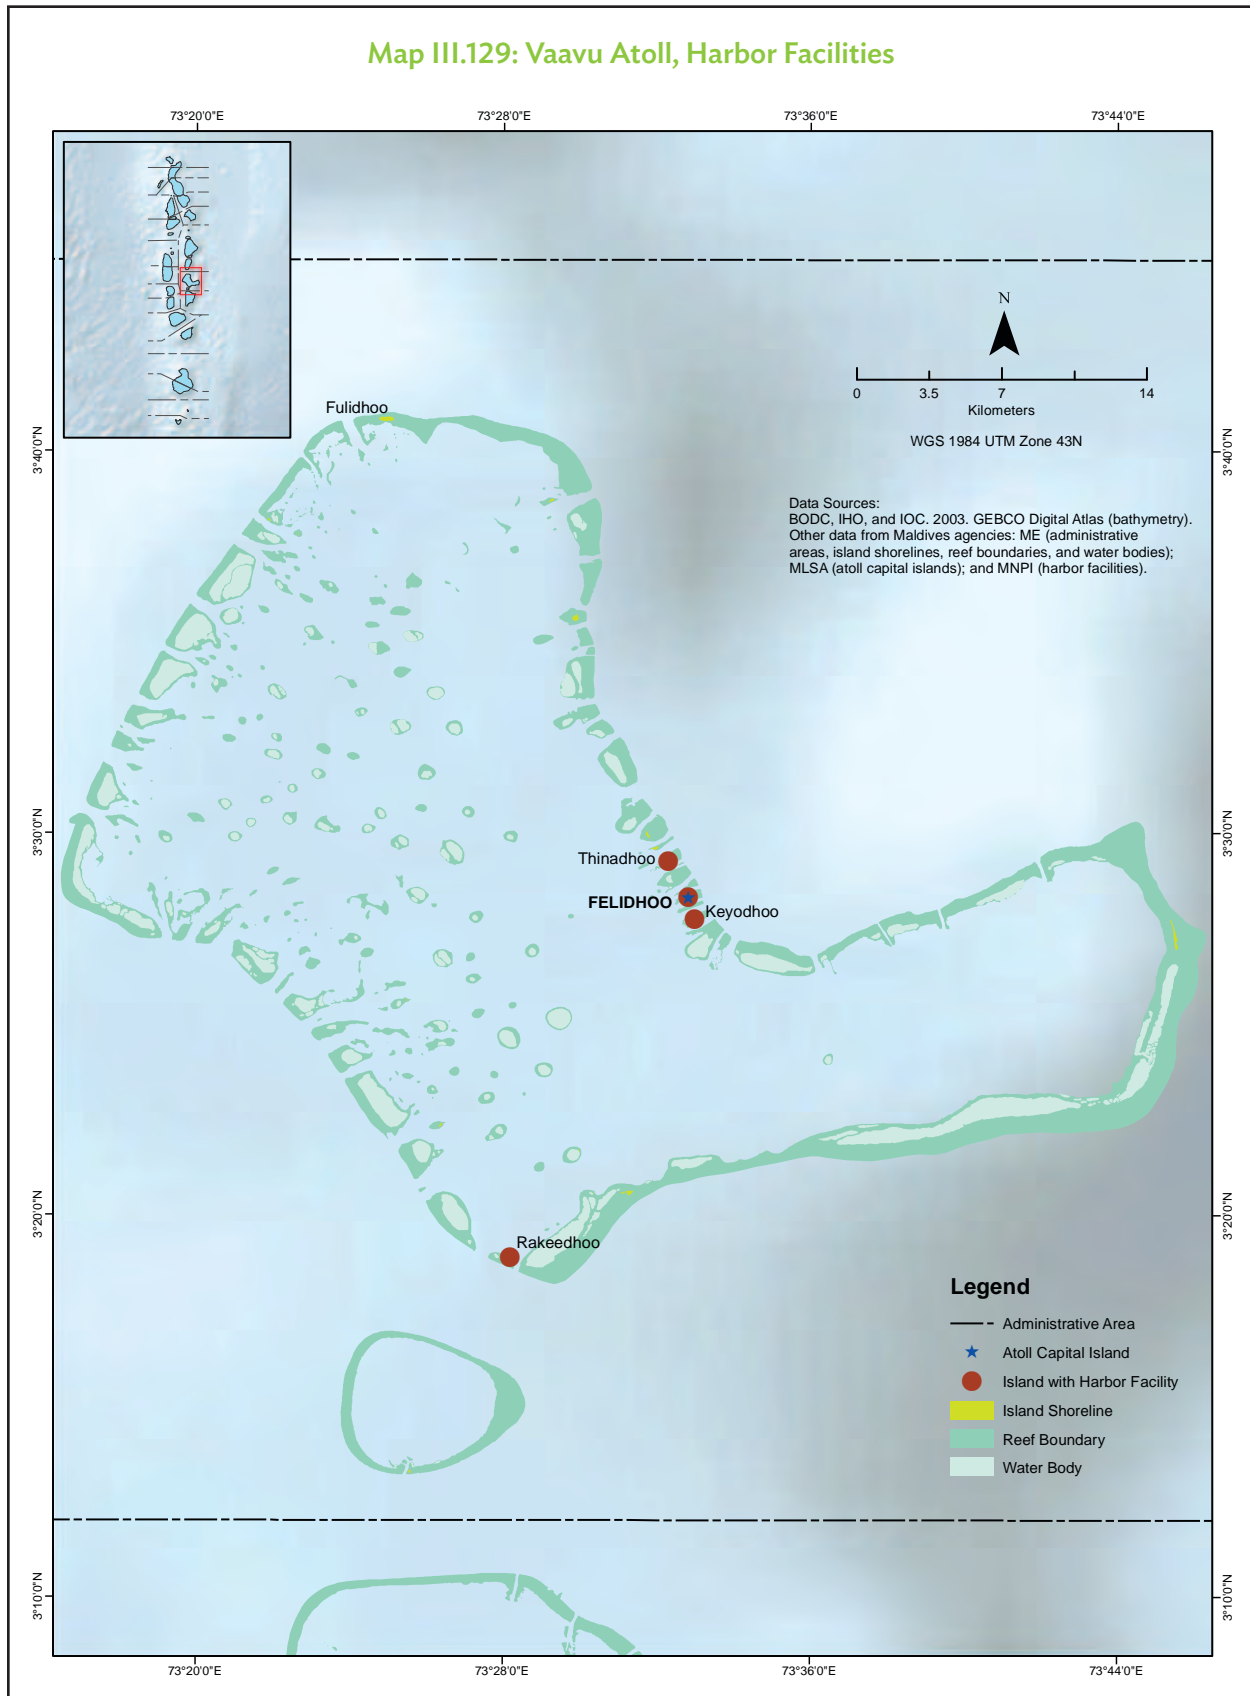 Map III.129: Vaavu Atoll, Harbor Facilities
73°20'0"E
73°28'0"E
73°36'0"E
73°44'0"E
N
0
3.5
7
14
Kilometers
WGS 1984 UTM Zone 43N
Fulidhoo
3°40'0"N
3°40'0"N
Data Sources:
BODC, IHO, and IOC. 2003. GEBCO Digital Atlas (bathymetry).
Other data from Maldives agencies: ME (administrative
areas, island shorelines, reef boundaries, and water bodies);
MLSA (atoll capital islands); and MNPI (harbor facilities).
3°30'0"N
3°30'0"N
Thinadhoo
FELIDHOO
Keyodhoo
3°20'0"N
3°20'0"N
Rakeedhoo
Legend
Administrative Area
Atoll Capital Island
Island with Harbor Facility
Island Shoreline
Reef Boundary
Water Body
3°10'0"N
3°10'0"N
73°20'0"E
73°28'0"E
73°36'0"E
73°44'0"E